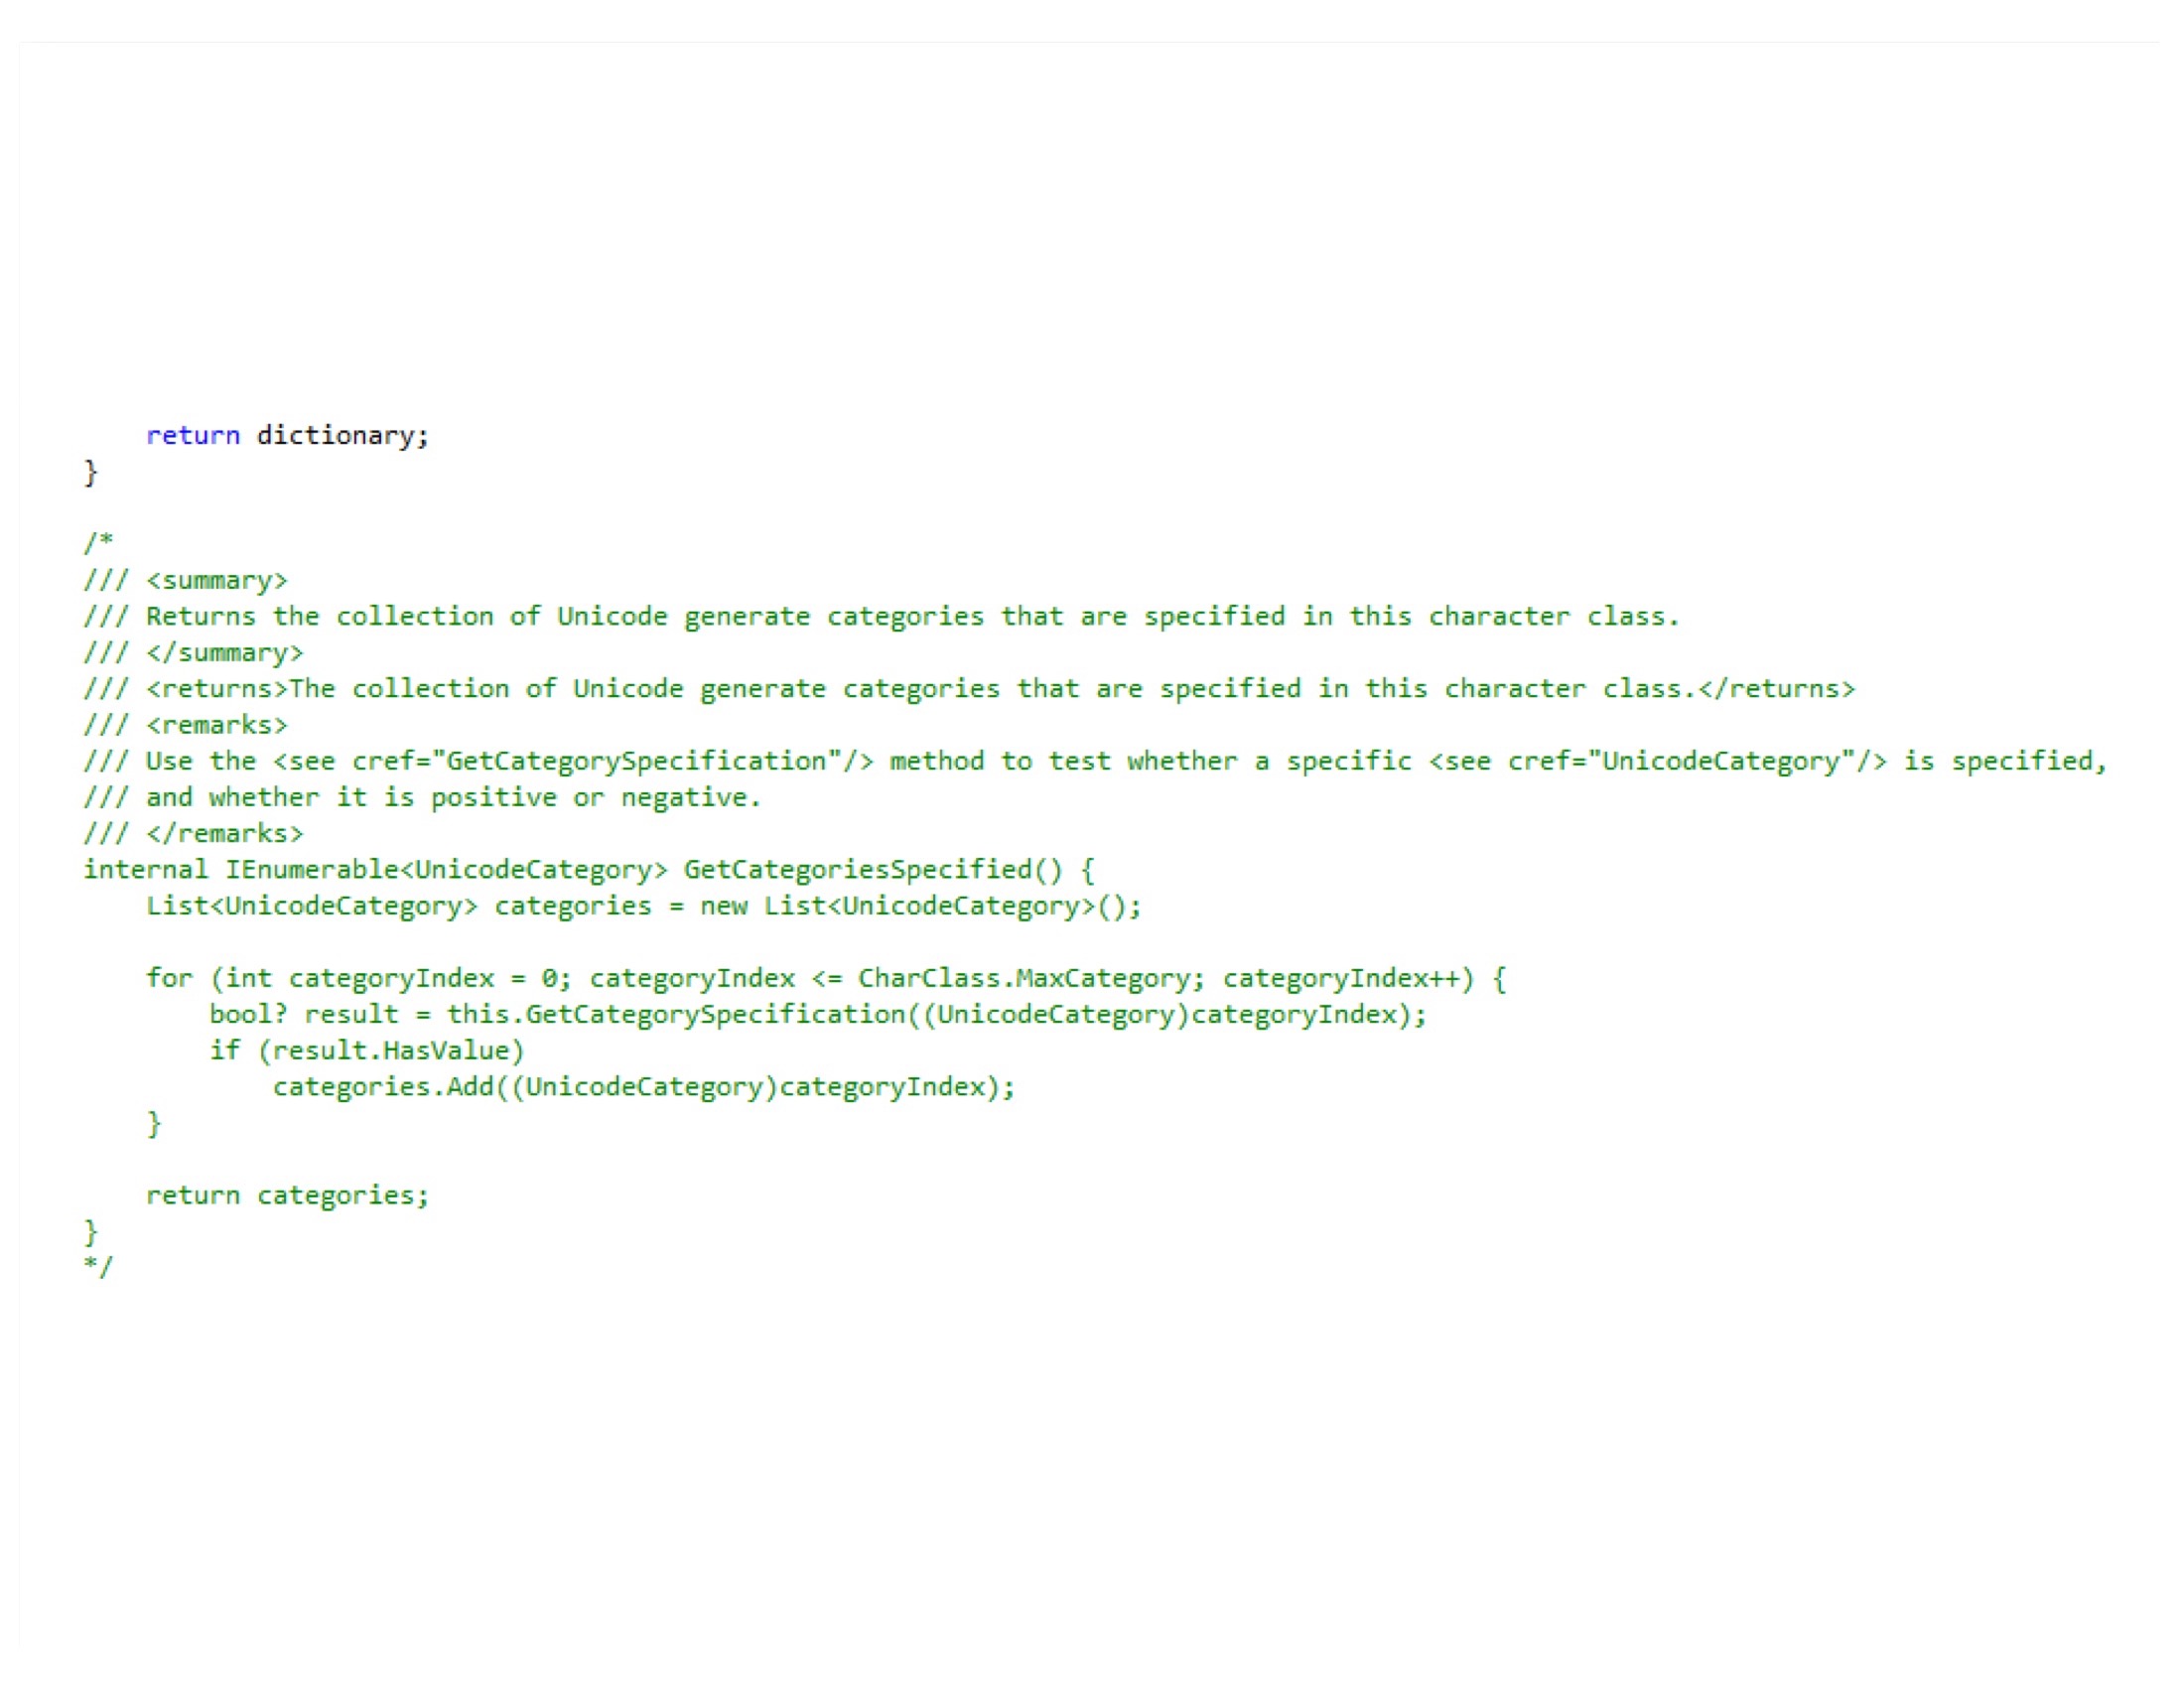 return dictionary;
}

/*
/// <summary>
/// Returns the collection of Unicode generate categories that are specified in this character class.
/// </summary>
/// <returns>The collection of Unicode generate categories that are specified in this character class.</returns>
/// <remarks>
/// Use the <see cref="GetCategorySpecification"/> method to test whether a specific <see cref="UnicodeCategory"/> is specified,
/// and whether it is positive or negative.
/// </remarks>
internal IEnumerable<UnicodeCategory> GetCategoriesSpecified() {
    List<UnicodeCategory> categories = new List<UnicodeCategory>();

    for (int categoryIndex = 0; categoryIndex <= CharClass.MaxCategory; categoryIndex++) {
        bool? result = this.GetCategorySpecification((UnicodeCategory)categoryIndex);
        if (result.HasValue)
            categories.Add((UnicodeCategory)categoryIndex);
    }

    return categories;
}
*/